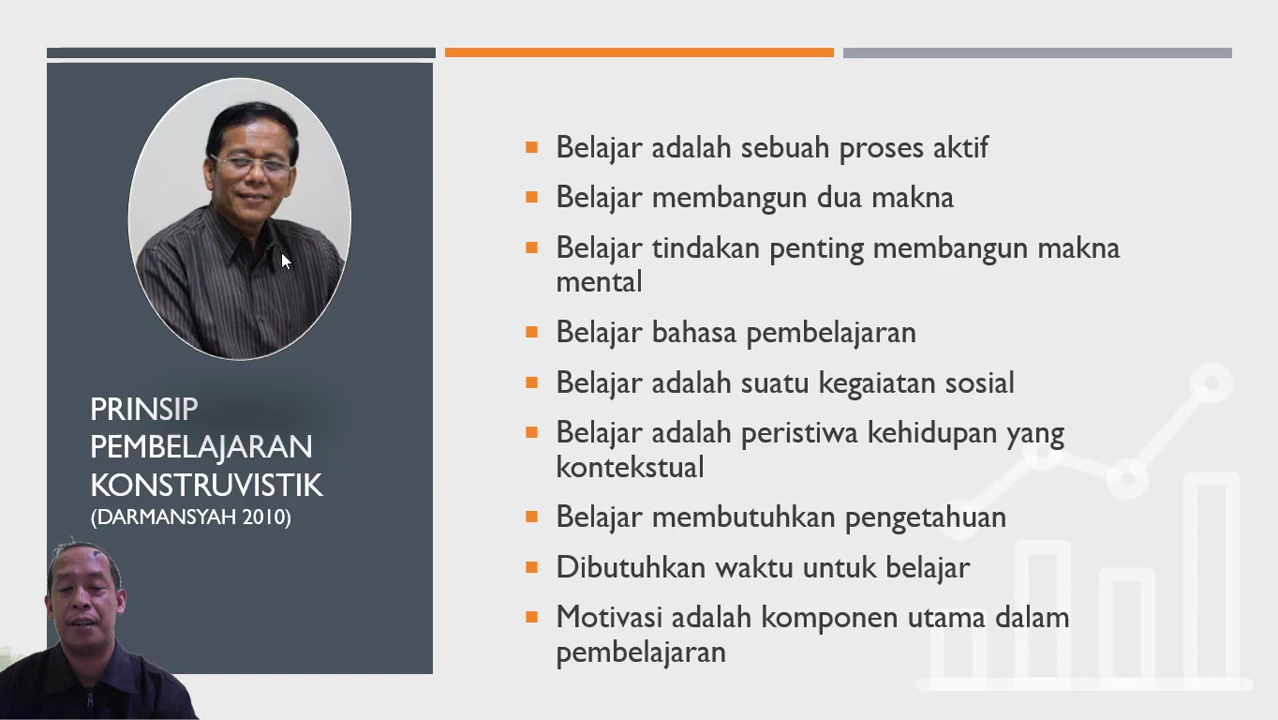 PRINSIP
PEMBELAJARAN
KONSTRUVISTIK
(DARMANSYAH 2010)
Belajar adalah sebuah proses aktif
Belajar membangun dua makna
Belajar tindakan penting membangun makna
mental
Belajar bahasa pembelajaran
Belajar adalah suatu kegaiatan sosial
Belajar adalah peristiwa kehidupan yang
kontekstual
Belajar membutuhkan pengetahuan
Dibutuhkan waktu untuk belajar
Motivasi adalah komponen utama dalam
pembelajaran